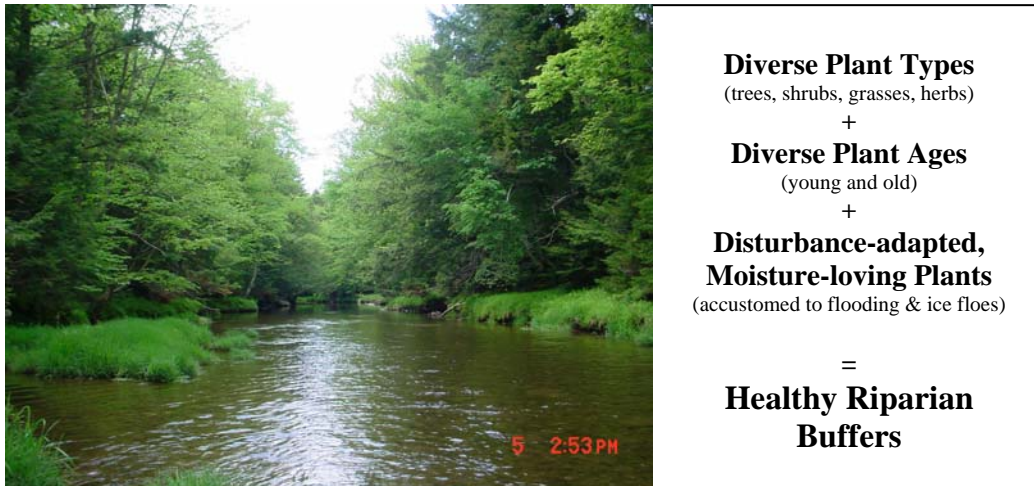 Diverse Plant Types
(trees, shrubs, grasses, herbs)
+
Diverse Plant Ages
(young and old)
+
Disturbance-adapted,
Moisture-loving Plants
(accustomed to flooding & ice floes)
=
Healthy Riparian
Buffers
5 2:53PM